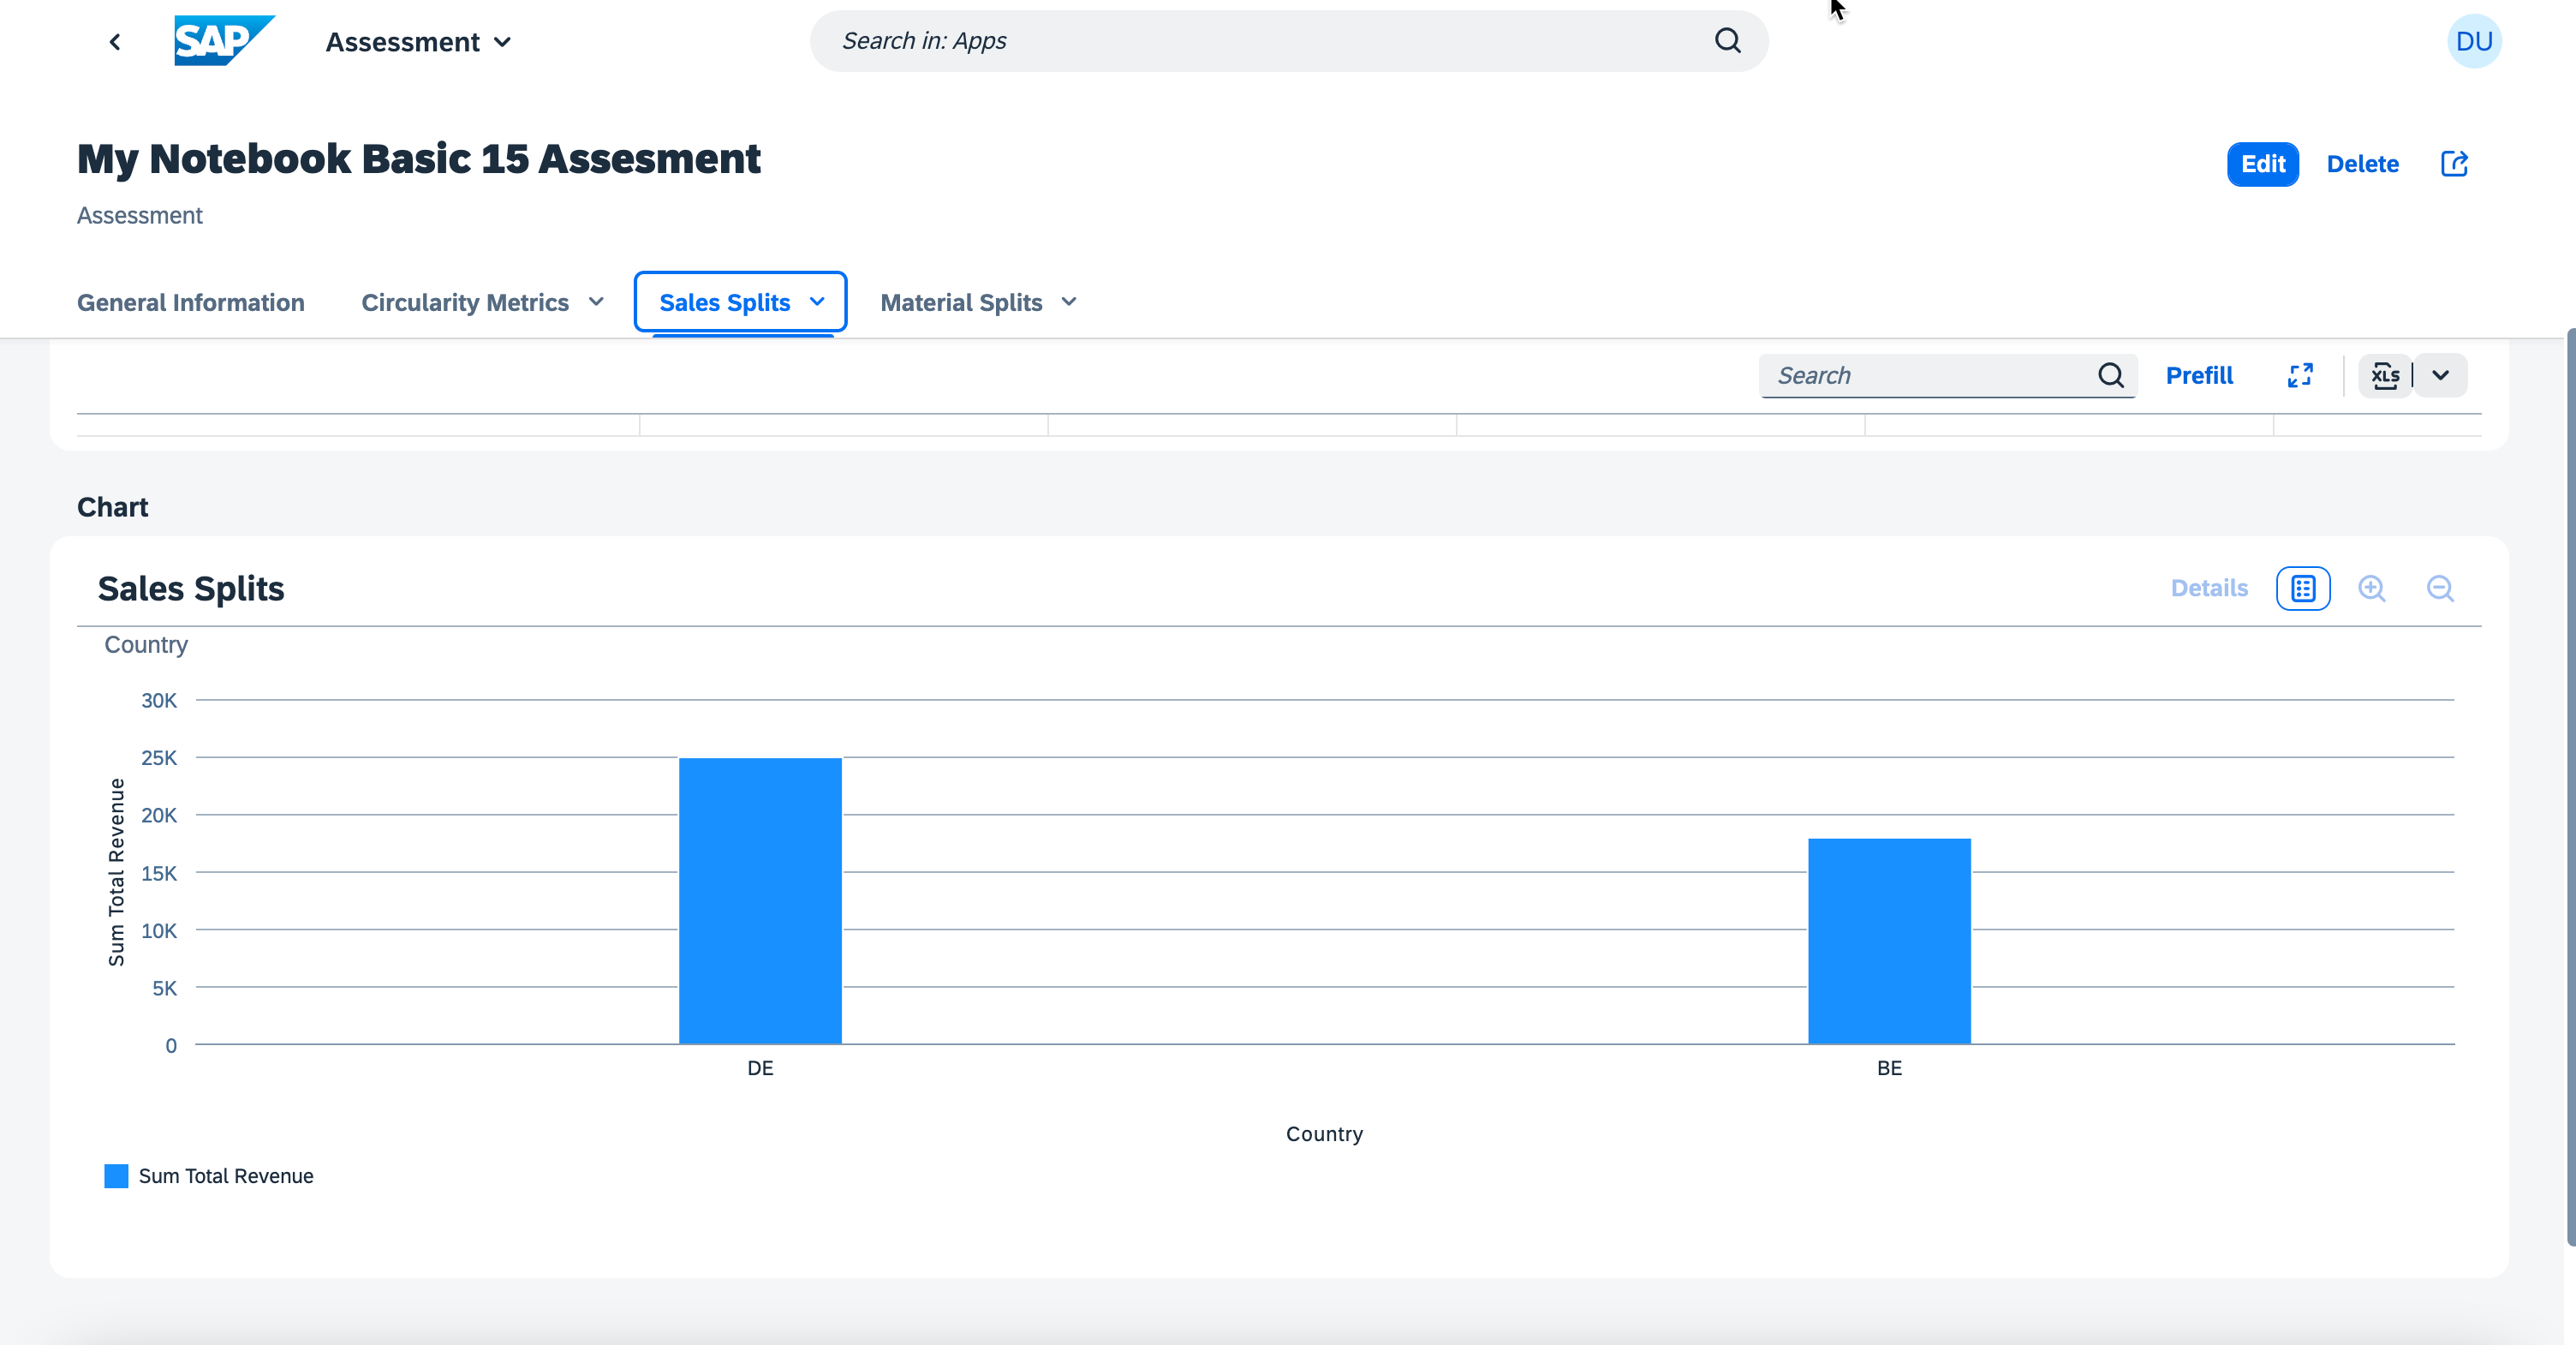 SAP Assessment
Search in: Apps
DU
My Notebook Basic 15 Assesment
Edit Delete
Assessment
General Information Circularity Metrics Sales Splits Material Splits
Search Prefill XLS
Chart
Sales Splits
Details
Country
30K
25K
20K
15K
10K
5K
0
Sum Total Revenue
DE BE
Country
Sum Total Revenue